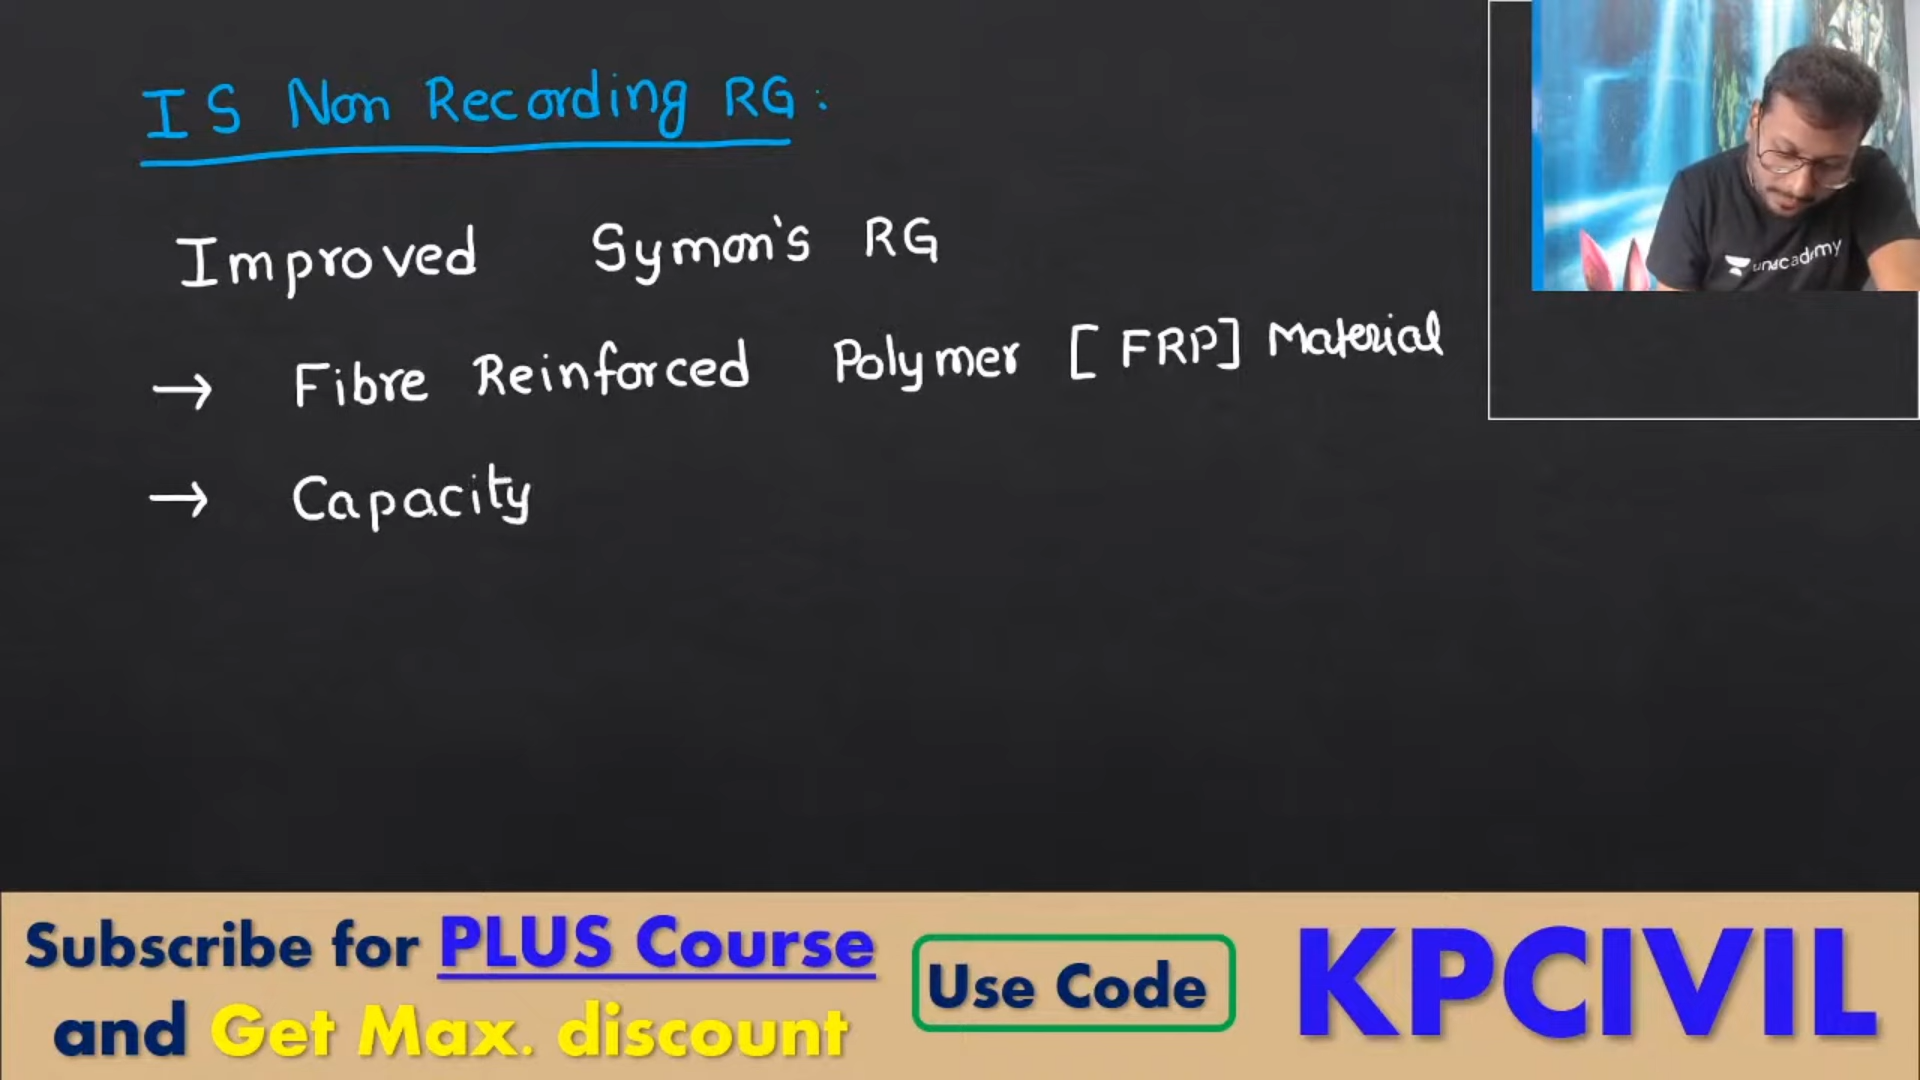 IS Non Recording RG:
Improved Symon's RG
→ Fibre Reinforced Polymer [FRP] Material
→ Capacity
unacademy
Subscribe for PLUS Course
and Get Max. discount
Use Code
KPCIVIL